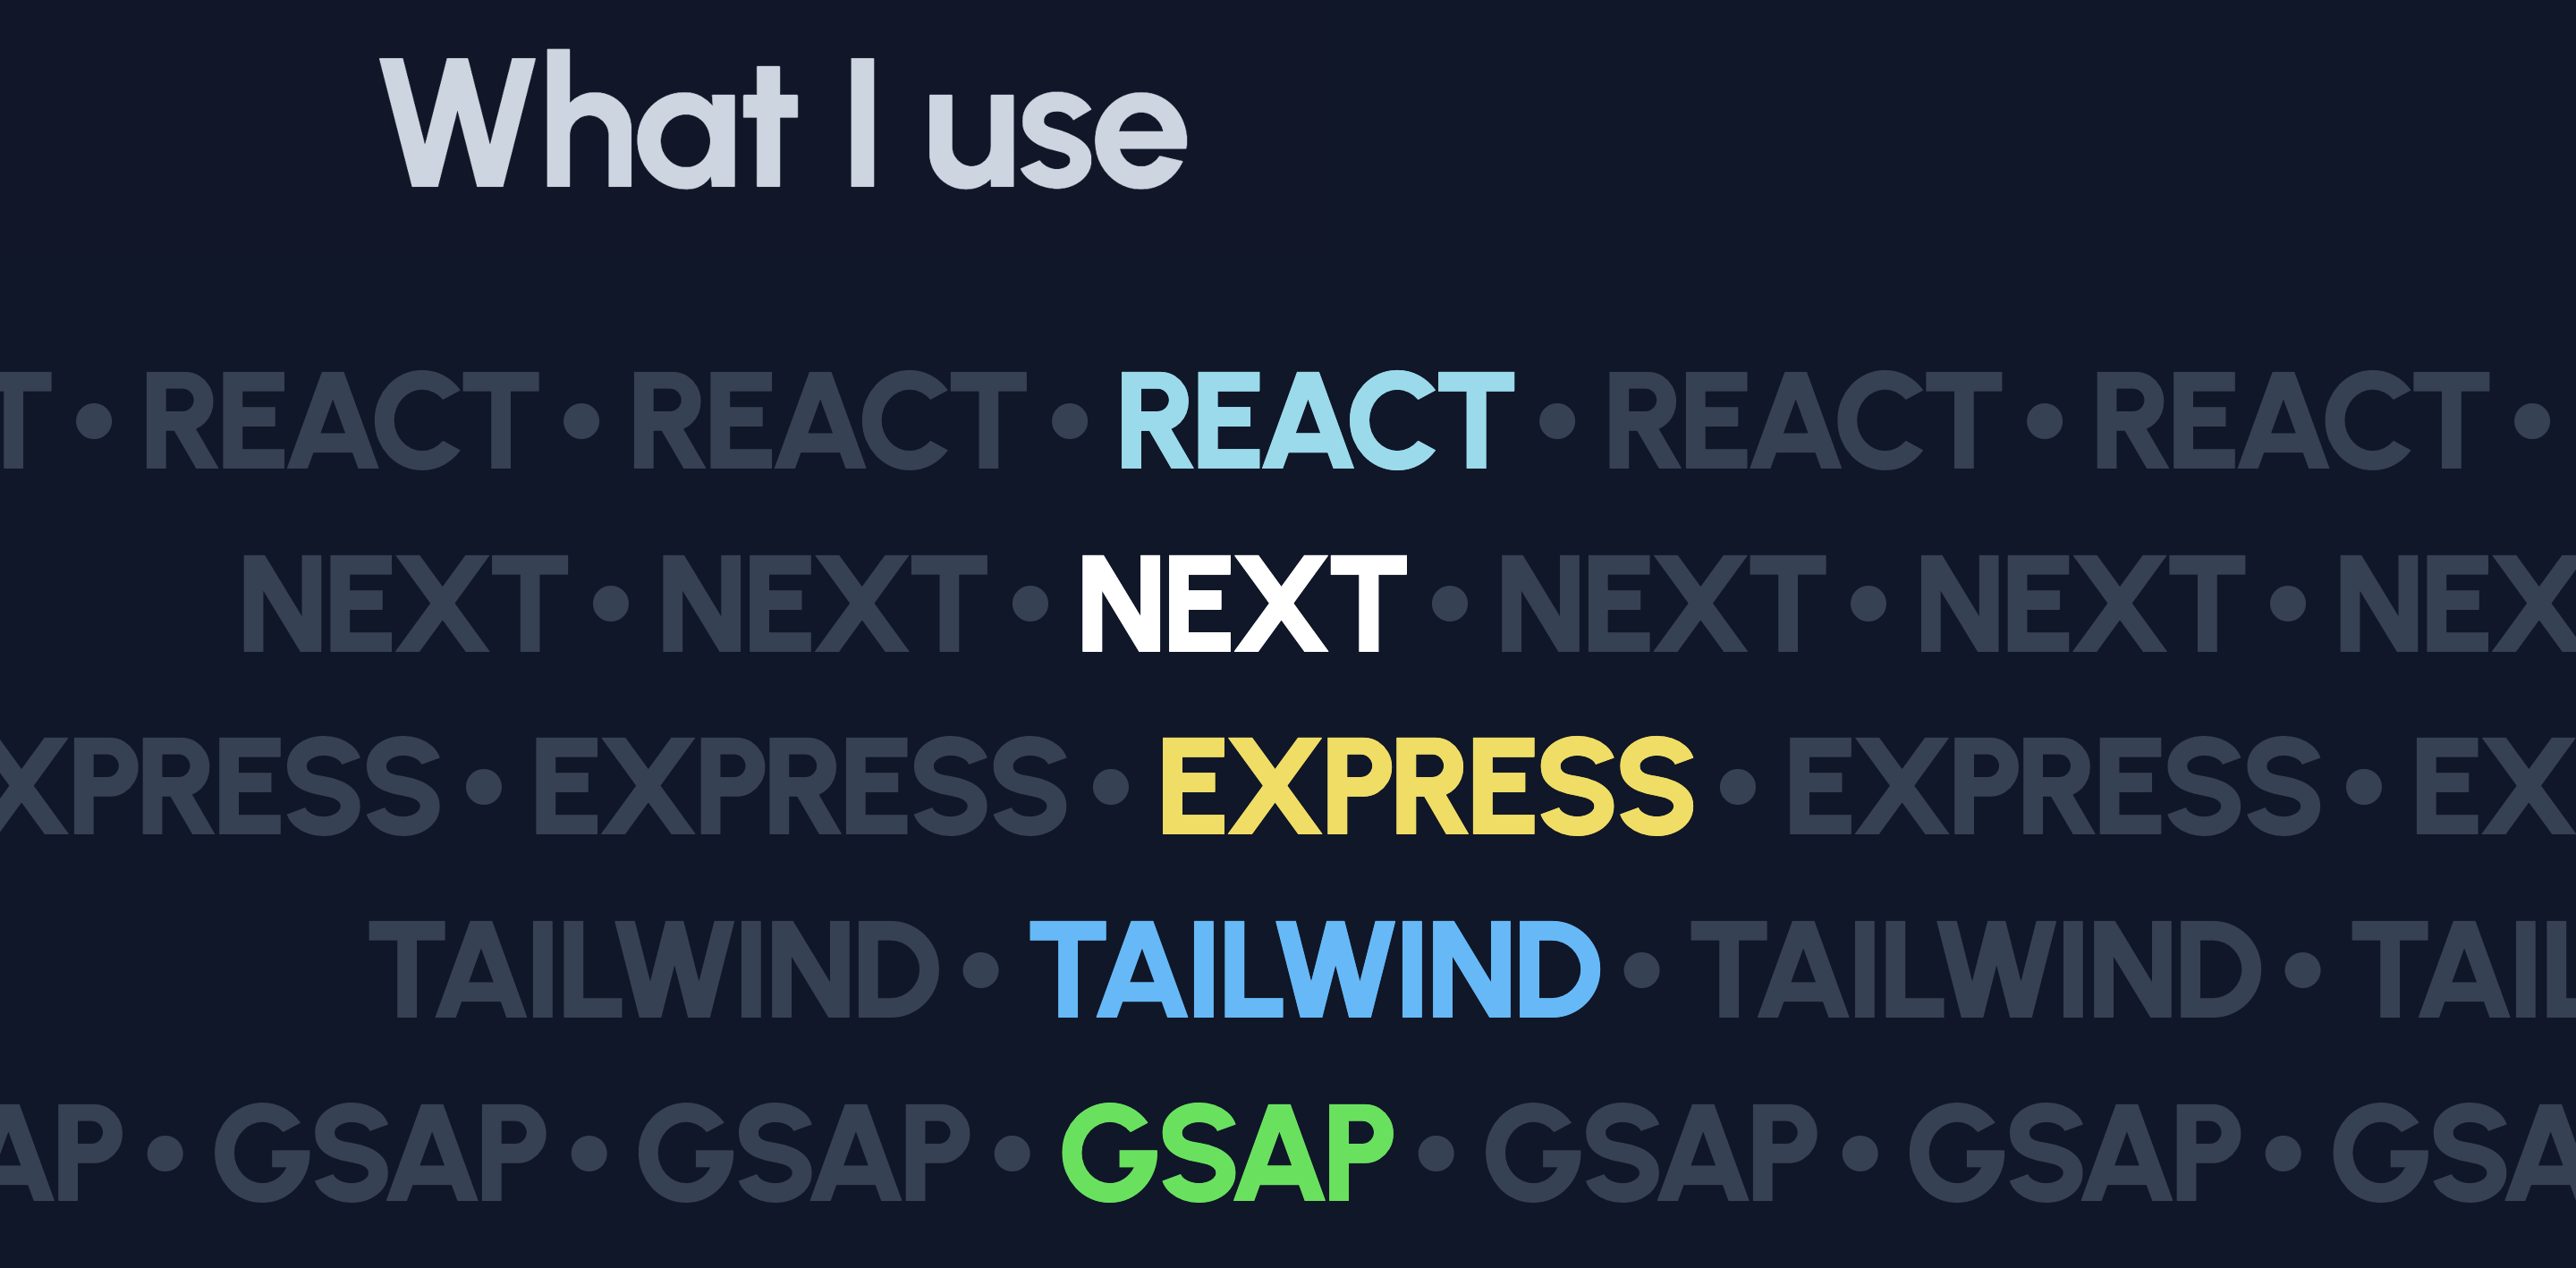 What I use
T • REACT • REACT • REACT • REACT • REACT •
NEXT • NEXT • NEXT • NEXT • NEXT • NEX
XPRESS • EXPRESS • EXPRESS • EXPRESS • EX
TAILWIND • TAILWIND • TAILWIND • TAIL
AP • GSAP • GSAP • GSAP • GSAP • GSAP • GSA